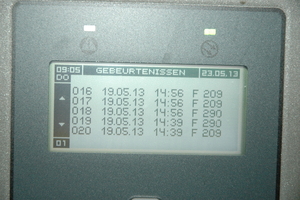 09:05 GEBEURTENISSEN 23.05.13
DO
016 19.05.13 14:56 F 209
017 19.05.13 14:56 F 209
018 19.05.13 14:56 F 290
019 19.05.13 14:39 F 290
020 19.05.13 14:39 F 209
01